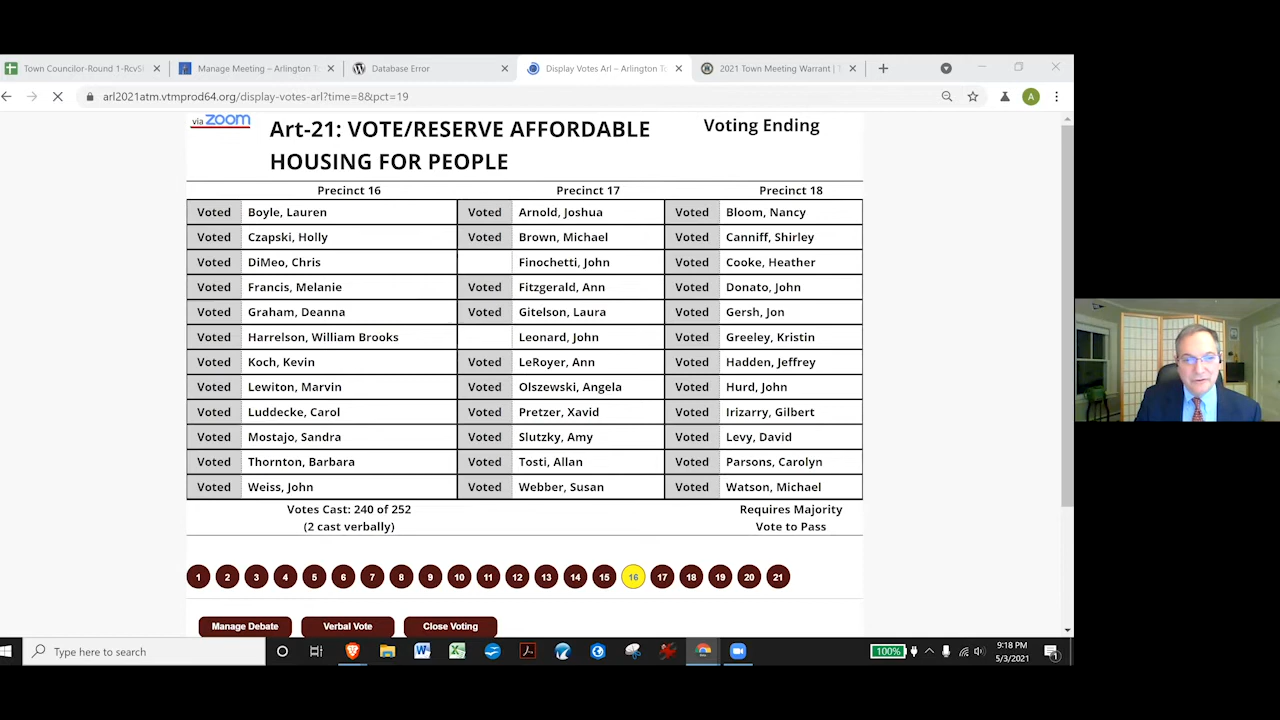 Town Councilor-Round 1-RcvS
Manage Meeting – Arlington T
Database Error
Display Votes Arl – Arlington To
2021 Town Meeting Warrant | T
arl2021atm.vtmprod64.org/display-votes-arl?time=8&pct=19
A
via zoom
Art-21: VOTE/RESERVE AFFORDABLE
HOUSING FOR PEOPLE
Voting Ending
Precinct 16 Precinct 17 Precinct 18
Voted Boyle, Lauren Voted Arnold, Joshua Voted Bloom, Nancy
Voted Czapski, Holly Voted Brown, Michael Voted Canniff, Shirley
Voted DiMeo, Chris Finochetti, John Voted Cooke, Heather
Voted Francis, Melanie Voted Fitzgerald, Ann Voted Donato, John
Voted Graham, Deanna Voted Gitelson, Laura Voted Gersh, Jon
Voted Harrelson, William Brooks Leonard, John Voted Greeley, Kristin
Voted Koch, Kevin Voted LeRoyer, Ann Voted Hadden, Jeffrey
Voted Lewiton, Marvin Voted Olszewski, Angela Voted Hurd, John
Voted Luddecke, Carol Voted Pretzer, Xavid Voted Irizarry, Gilbert
Voted Mostajo, Sandra Voted Slutzky, Amy Voted Levy, David
Voted Thornton, Barbara Voted Tosti, Allan Voted Parsons, Carolyn
Voted Weiss, John Voted Webber, Susan Voted Watson, Michael
Votes Cast: 240 of 252 Requires Majority
(2 cast verbally) Vote to Pass
1 2 3 4 5 6 7 8 9 10 11 12 13 14 15 16 17 18 19 20 21
Manage Debate Verbal Vote Close Voting
Type here to search
100%
9:18 PM
5/3/2021
1